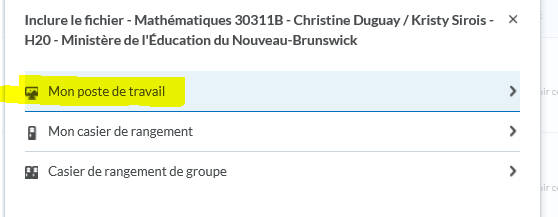 Inclure le fichier - Mathématiques 30311B - Christine Duguay / Kristy Sirois -
H20 - Ministère de l'Éducation du Nouveau-Brunswick
Mon poste de travail
Mon casier de rangement
Casier de rangement de groupe